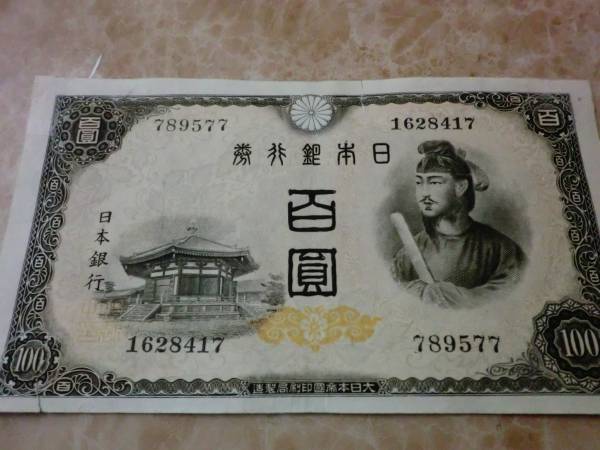 789577 1628417
券行銀本日
百圓
日本銀行
1628417 789577
100 100
造製局刷印國帝本日大
百圓
百